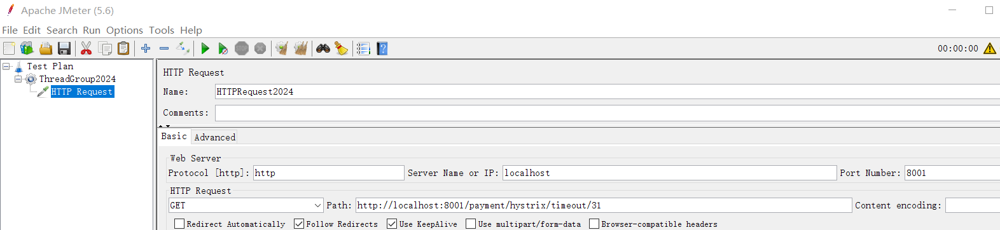 Apache JMeter (5.6)
File Edit Search Run Options Tools Help
STOP
00:00:00
Test Plan
ThreadGroup2024
HTTP Request
HTTP Request
Name: HTTPRequest2024
Comments:
Basic Advanced
Web Server
Protocol [http]: http Server Name or IP: localhost Port Number: 8001
HTTP Request
GET Path: http://localhost:8001/payment/hystrix/timeout/31 Content encoding:
Redirect Automatically Follow Redirects Use KeepAlive Use multipart/form-data Browser-compatible headers